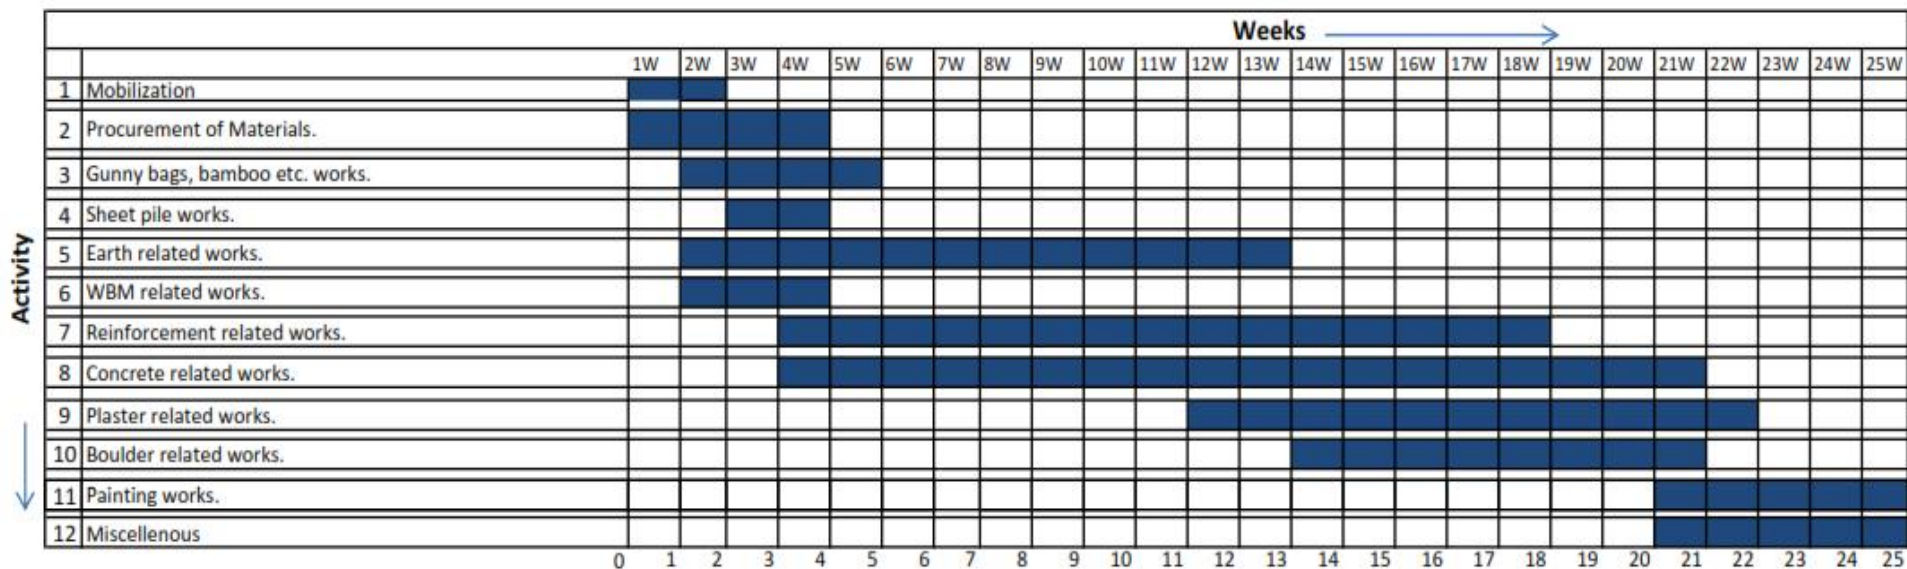 Weeks
1W 2W 3W 4W 5W 6W 7W 8W 9W 10W 11W 12W 13W 14W 15W 16W 17W 18W 19W 20W 21W 22W 23W 24W 25W
1 Mobilization
2 Procurement of Materials.
3 Gunny bags, bamboo etc. works.
4 Sheet pile works.
5 Earth related works.
6 WBM related works.
7 Reinforcement related works.
8 Concrete related works.
9 Plaster related works.
10 Boulder related works.
11 Painting works.
12 Miscellenous
0 1 2 3 4 5 6 7 8 9 10 11 12 13 14 15 16 17 18 19 20 21 22 23 24 25
Activity